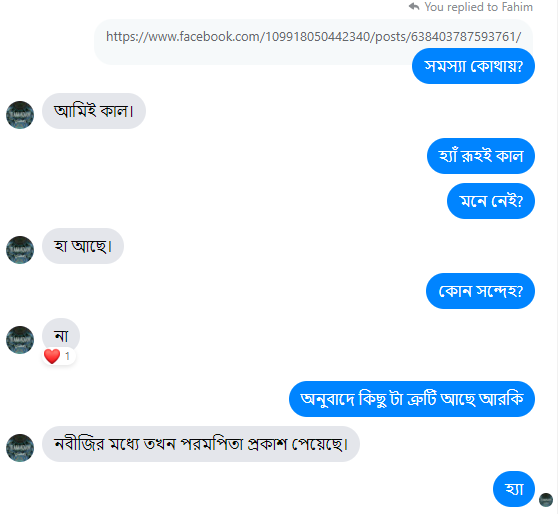 You replied to Fahim
https://www.facebook.com/109918050442340/posts/638403787593761/
সমস্যা কোথায়?
আমিই কাল।
হ্যাঁ রূহই কাল
মনে নেই?
হা আছে।
কোন সন্দেহ?
না
1
অনুবাদে কিছু টা ত্রুটি আছে আরকি
নবীজির মধ্যে তখন পরমপিতা প্রকাশ পেয়েছে।
হ্যা